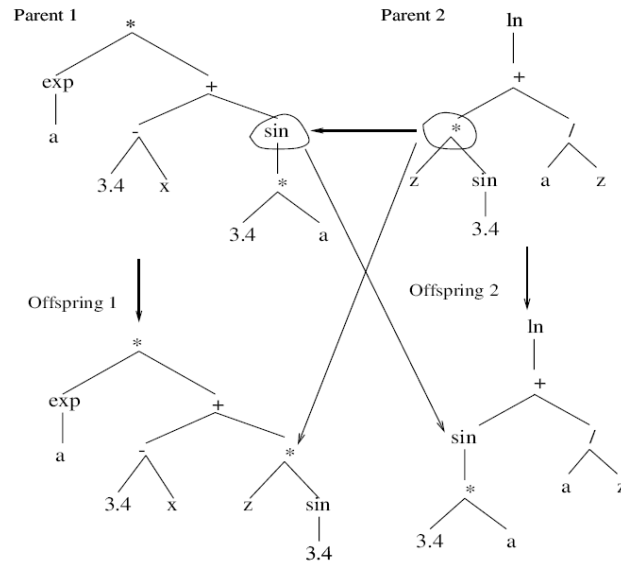 Parent 1
Parent 2
*
ln
exp
+
+
a
-
sin
*
/
3.4
x
*
z
sin
a
z
3.4
a
3.4
Offspring 1
Offspring 2
*
ln
exp
+
+
a
-
*
sin
/
3.4
x
z
sin
*
a
z
3.4
3.4
a